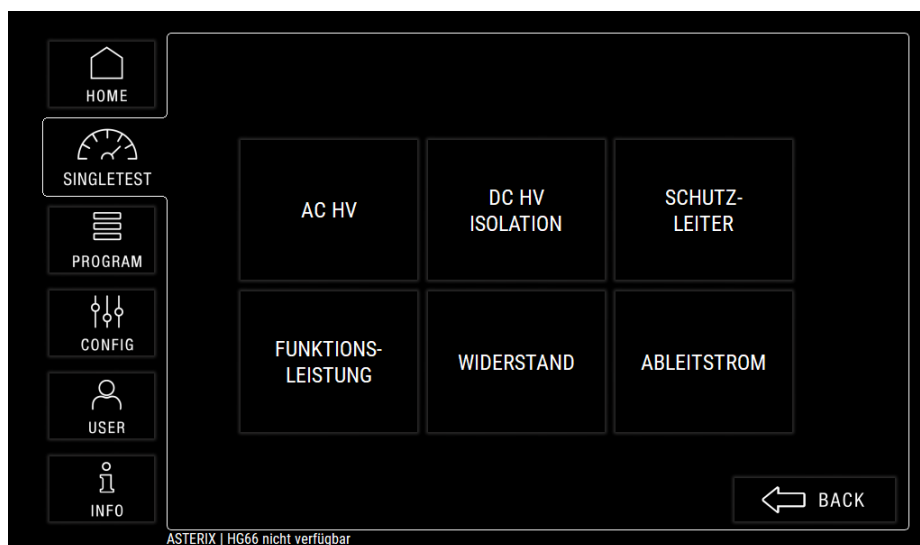 HOME
SINGLETEST
PROGRAM
CONFIG
USER
INFO
AC HV
DC HV
ISOLATION
SCHUTZ-
LEITER
FUNKTIONS-
LEISTUNG
WIDERSTAND
ABLEITSTROM
BACK
ASTERIX | HG66 nicht verfügbar